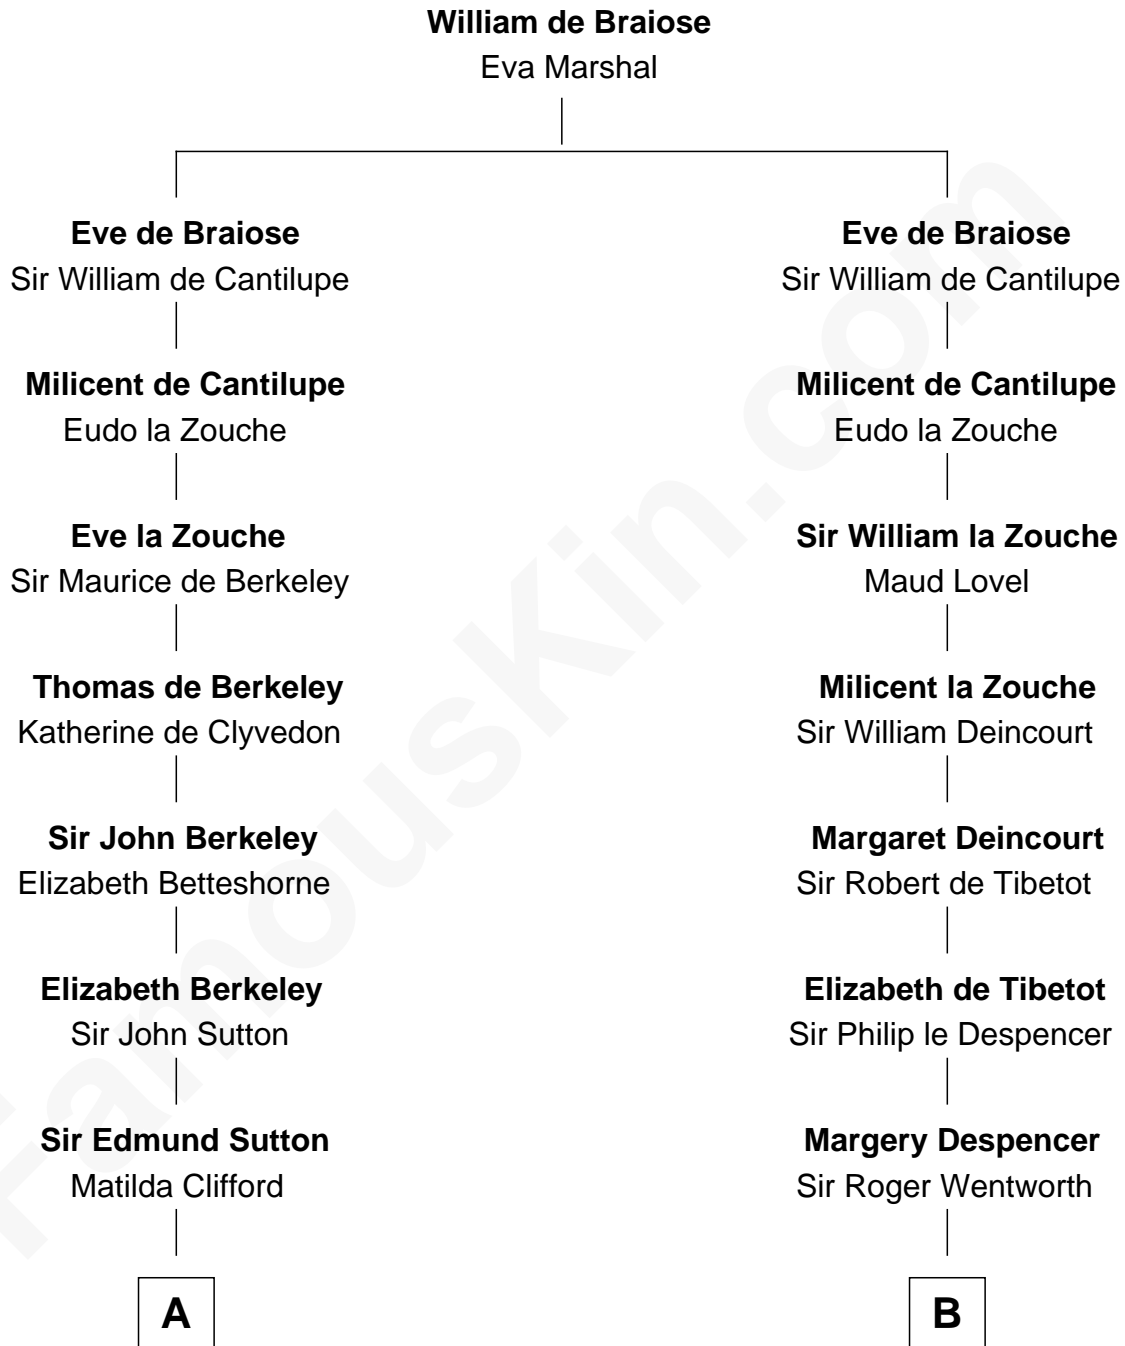 William de Braiose
Eva Marshal
Eve de Braiose
Sir William de Cantilupe
Eve de Braiose
Sir William de Cantilupe
Milicent de Cantilupe
Eudo la Zouche
Milicent de Cantilupe
Eudo la Zouche
Eve la Zouche
Sir Maurice de Berkeley
Sir William la Zouche
Maud Lovel
Thomas de Berkeley
Katherine de Clyvedon
Milicent la Zouche
Sir William Deincourt
Sir John Berkeley
Elizabeth Betteshorne
Margaret Deincourt
Sir Robert de Tibetot
Elizabeth Berkeley
Sir John Sutton
Elizabeth de Tibetot
Sir Philip le Despencer
Sir Edmund Sutton
Matilda Clifford
Margery Despencer
Sir Roger Wentworth
A
B
FamousKin.com